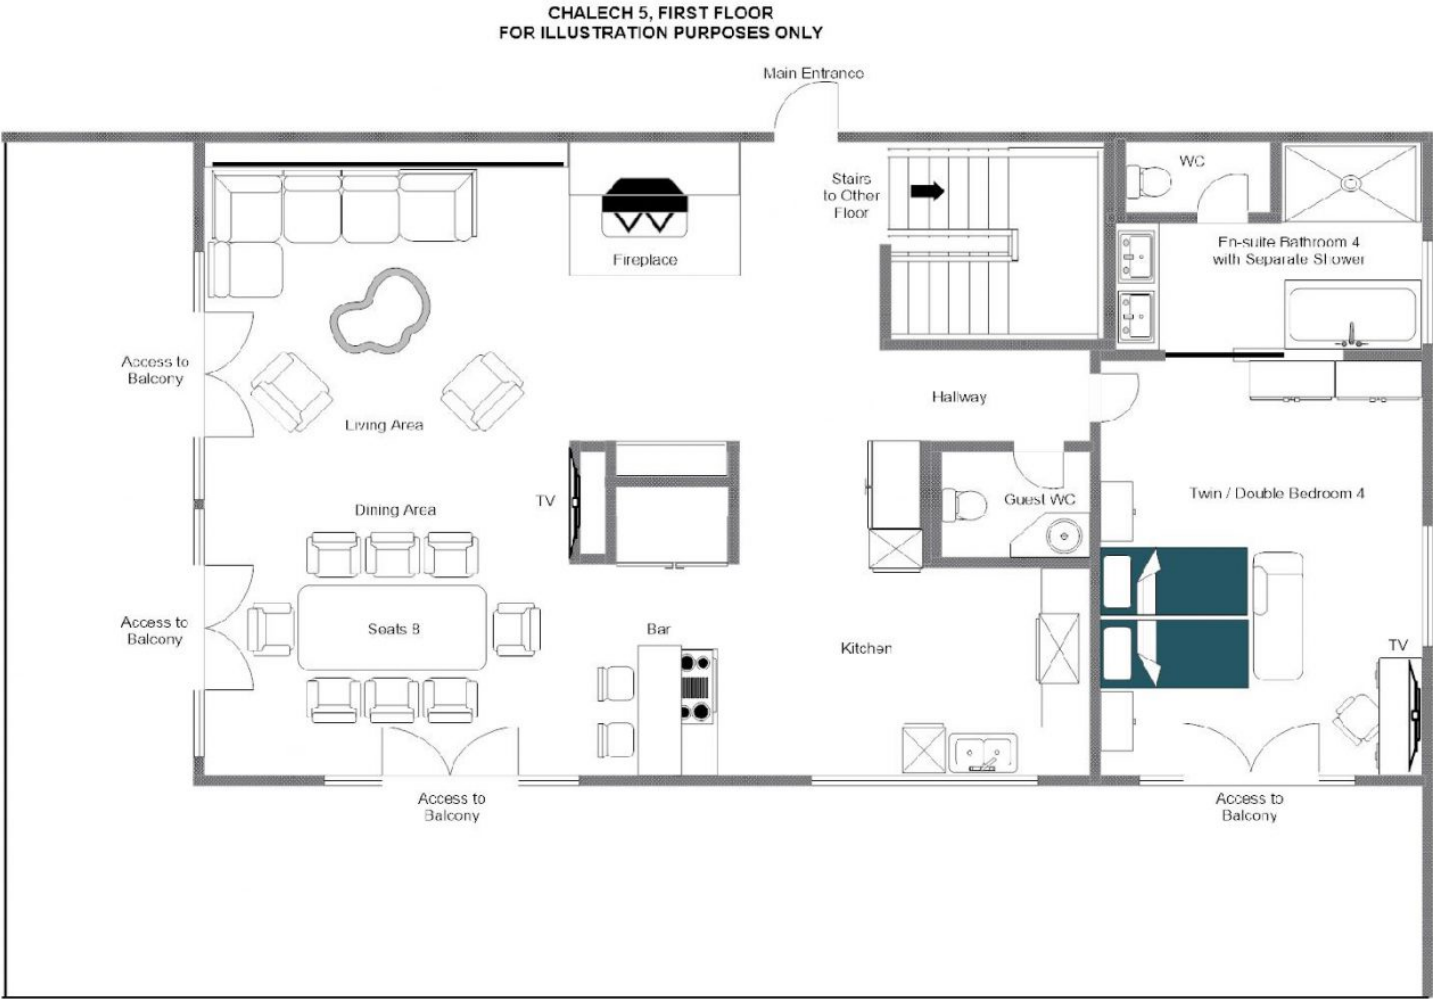 CHALECH 5, FIRST FLOOR
FOR ILLUSTRATION PURPOSES ONLY
Main Entrance
WC
Stairs
to Other
Floor
En-suite Bathroom 4
with Separate Shower
Fireplace
Access to
Balcony
Hallway
Living Area
TV
Dining Area
Guest WC
Twin / Double Bedroom 4
Access to
Balcony
Seats 8
Bar
Kitchen
TV
Access to
Balcony
Access to
Balcony